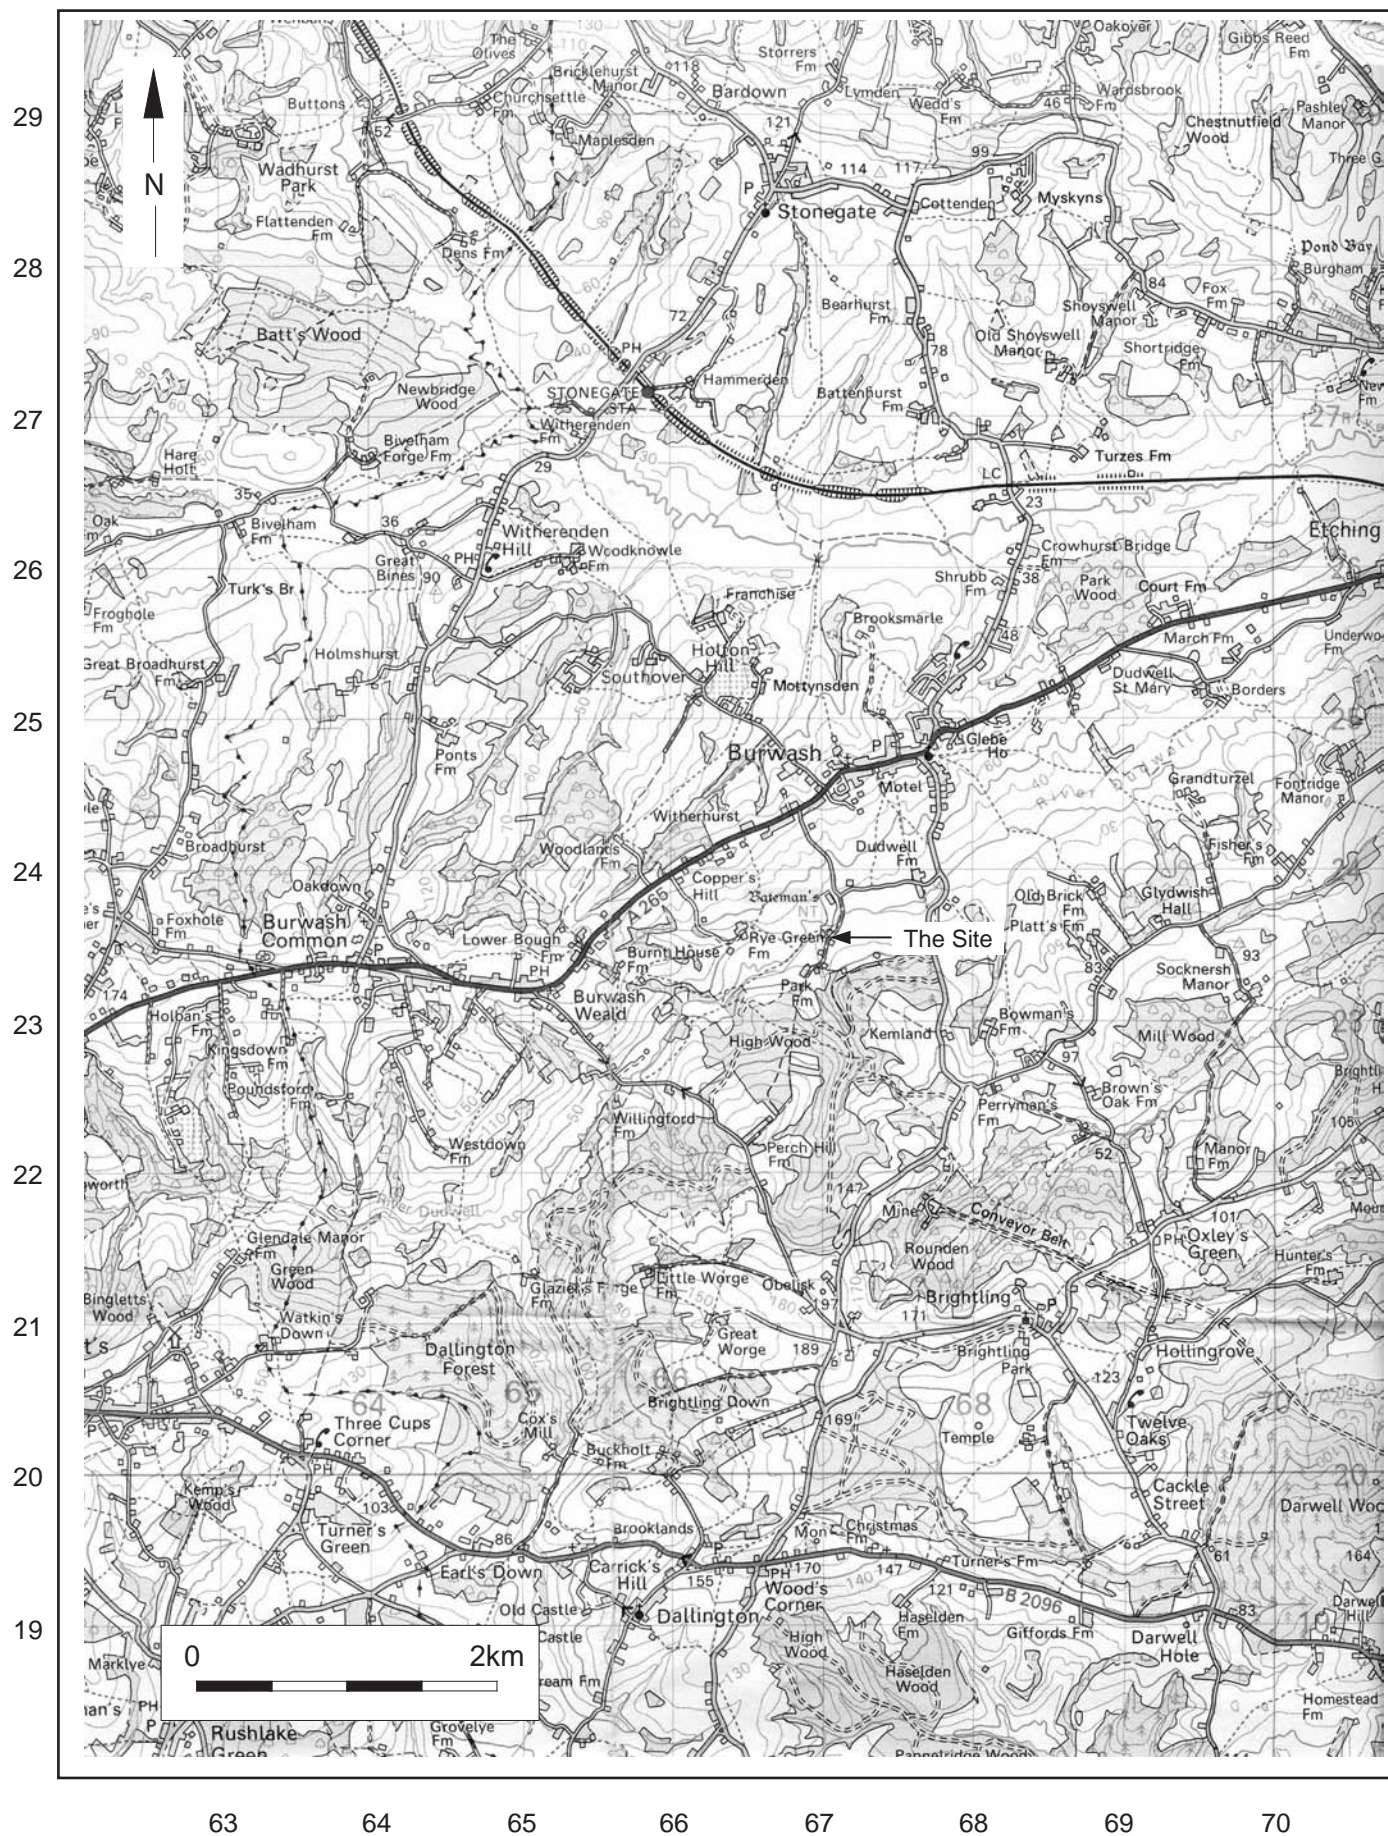 The
Olives
Storrers
Fm
Oakover
Gibbs Reed
Fm
118
Bricklehurst
Manor
Bardown
Lymden
Wedd's
Fm
46
Wardsbrook
Fm
Pashley
Manor
Buttons
Churchsettle
Fm
29
52
121
Chestnutfield
Wood
Maplesden
99
N
Wadhurst
Park
114
117
P
Cottenden
Myskyns
Stonegate
Flattenden
Fm
Dens Fm
28
Pond Bay
Burgham
84
Fox
Fm
Bearhurst
Fm
Shoyswell
Manor
72
Batt's Wood
Old Shoyswell
Manor
78
Shortridge
Fm
PH
Newbridge
Wood
STONEGATE
STA
Hammerden
Battenhurst
Fm
27
27
Witherenden
Fm
Bivelham
Forge Fm
Turzes Fm
Hare
Holt
29
LC
23
35
36
Oak
Bivelham
Fm
Witherenden
Hill
Woodknowle
Fm
Etching
Crowhurst Bridge
Fm
26
Great
Bines
90
PH
Turk's Br
Shrubb
Fm
38
Park
Wood
Court Fm
Froghole
Fm
Franchise
Brooksmarle
48
March Fm
Underwoo
Fm
Great Broadhurst
Fm
Holmshurst
Holton
Hill
Southover
Mottynsden
Dudwell
St Mary
Borders
25
Ponts
Fm
Burwash
P
Glebe
Ho
Motel
Grandturzel
Fontridge
Manor
Witherhurst
Broadhurst
Woodlands
Fm
Dudwell
Fm
Fisher's
Fm
24
Copper's
Hill
Oakdown
Bateman's
NT
Old Brick
Fm
Glydwish
Hall
Foxhole
Fm
Burwash
Common
A 265
Platt's Fm
Lower Bough
Fm
Rye Green
Fm
The Site
P
PH
Burnt House
Fm
83
93
174
Park
Fm
Socknersh
Manor
Burwash
Weald
23
Holban's
Fm
Bowman's
Fm
Kingsdown
Fm
High Wood
Kemland
Mill Wood
97
Poundsford
Fm
Brown's
Oak Fm
Willingford
Fm
Perryman's
Fm
105
Westdown
Fm
Perch Hill
Fm
52
Manor
Fm
22
147
Mine
Conveyor Belt
101
PH
Oxley's
Green
Glendale Manor
Fm
Rounden
Wood
Hunter's
Fm
Green
Wood
Little Worge
Fm
Obelisk
Glazier's Forge
Fm
197
Brightling
P
Bingletts
Wood
Watkin's
Down
171
21
Great
Worge
Dallington
Forest
189
Brightling
Park
Hollingrove
123
64
65
66
68
70
Cox's
Mill
Brightling Down
169
Three Cups
Corner
Temple
Twelve
Oaks
Buckholt
Fm
P
PH
20
20
Kemp's
Wood
Cackle
Street
Darwell Woo
103
Turner's
Green
86
Brooklands
Mon
Christmas
Fm
P
P
61
164
Turner's Fm
Earl's Down
Carrick's
Hill
155
PH
170
147
140
Wood's
Corner
121
B 2096
Old Castle
Dallington
Haselden
Fm
Giffords Fm
83
Darwell
Hill
19
High
Wood
Darwell
Hole
Marklye
0
2km
Castle
Haselden
Wood
130
ream Fm
PH
P
Homestead
Fm
Rushlake
Green
Grovelye
Fm
Pannelridge Wood
63
64
65
66
67
68
69
70